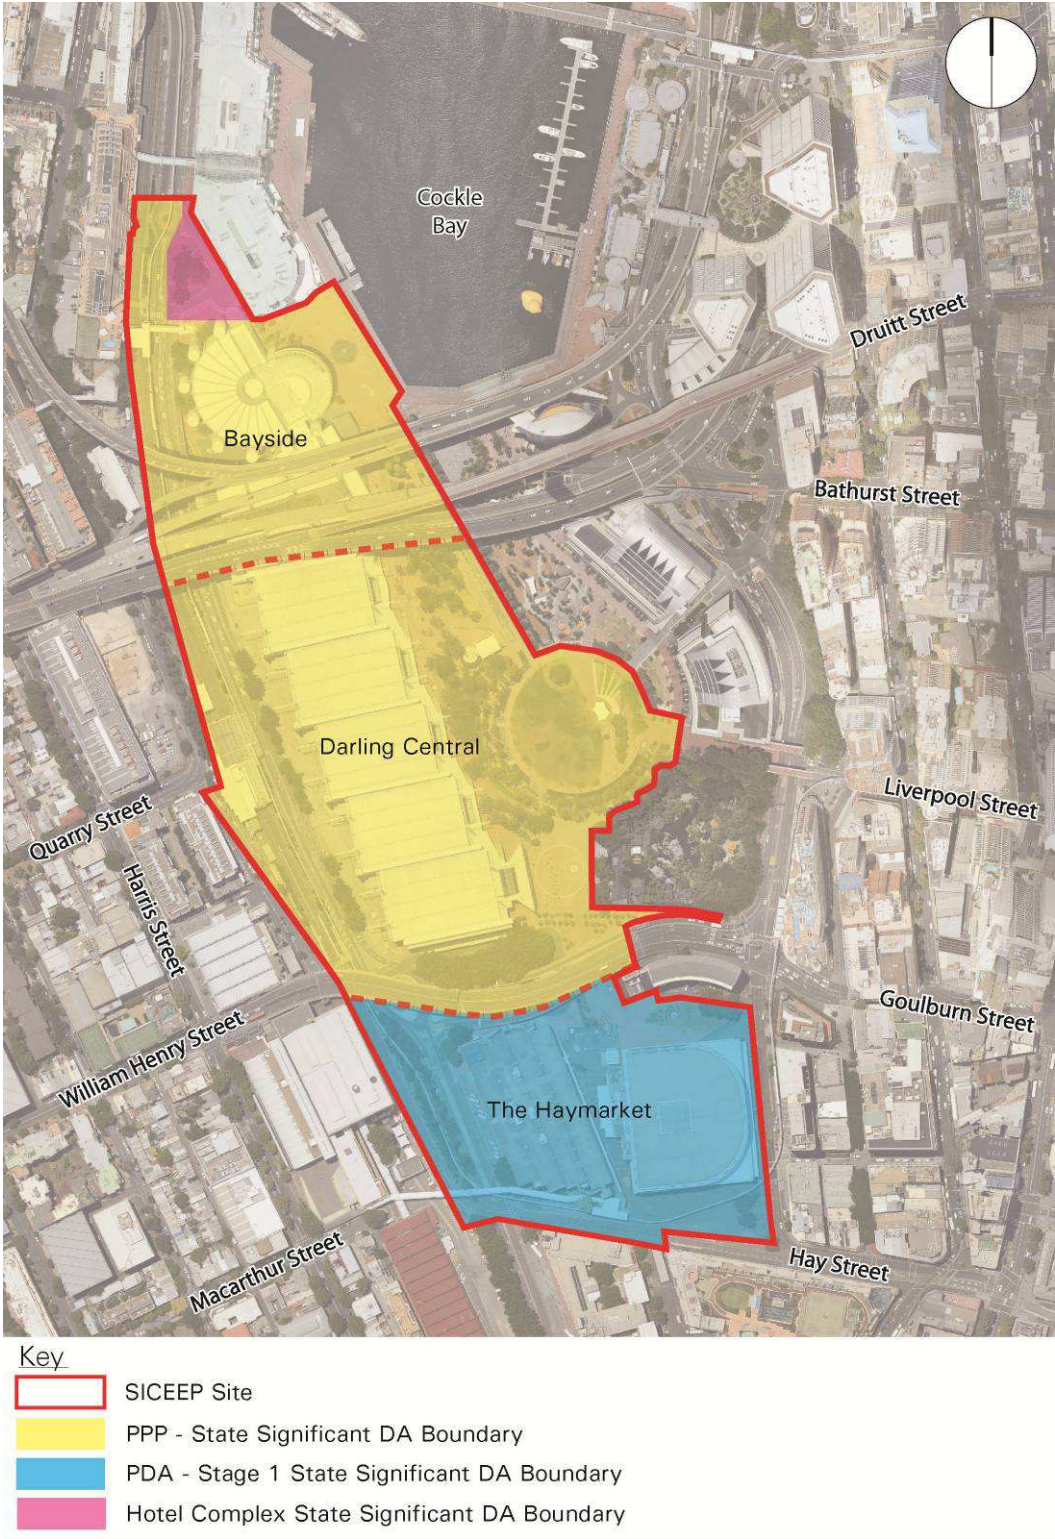 Cockle
Bay
Druitt Street
Bayside
Bathurst Street
Darling Central
Liverpool Street
Quarry Street
Harris Street
Goulburn Street
William Henry Street
The Haymarket
Macarthur Street
Hay Street
Key
SICEEP Site
PPP - State Significant DA Boundary
PDA - Stage 1 State Significant DA Boundary
Hotel Complex State Significant DA Boundary